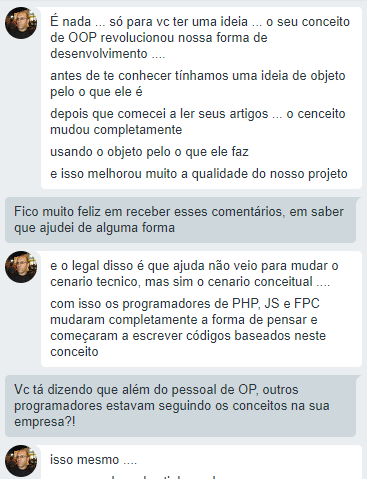 É nada ... só para vc ter uma ideia ... o seu conceito
de OOP revolucionou nossa forma de
desenvolvimento ....
antes de te conhecer tínhamos uma ideia de objeto
pelo o que ele é
depois que comecei a ler seus artigos ... o cenceito
mudou completamente
usando o objeto pelo o que ele faz
e isso melhorou muito a qualidade do nosso projeto
Fico muito feliz em receber esses comentários, em saber
que ajudei de alguma forma
e o legal disso é que ajuda não veio para mudar o
cenario tecnico, mas sim o cenario conceitual ....
com isso os programadores de PHP, JS e FPC
mudaram completamente a forma de pensar e
começaram a escrever códigos baseados neste
conceito
Vc tá dizendo que além do pessoal de OP, outros
programadores estavam seguindo os conceitos na sua
empresa?!
isso mesmo ....